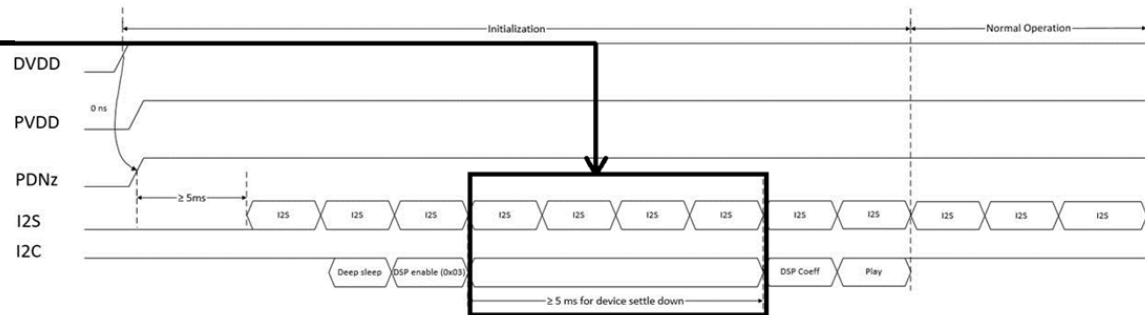 Initialization
Normal Operation
DVDD
0 ns
PVDD
PDNz
≥ 5ms
I2S
I2S I2S I2S I2S I2S I2S I2S I2S I2S I2S I2S I2S
I2C
Deep sleep DSP enable (0x03) DSP Coeff Play
≥ 5 ms for device settle down